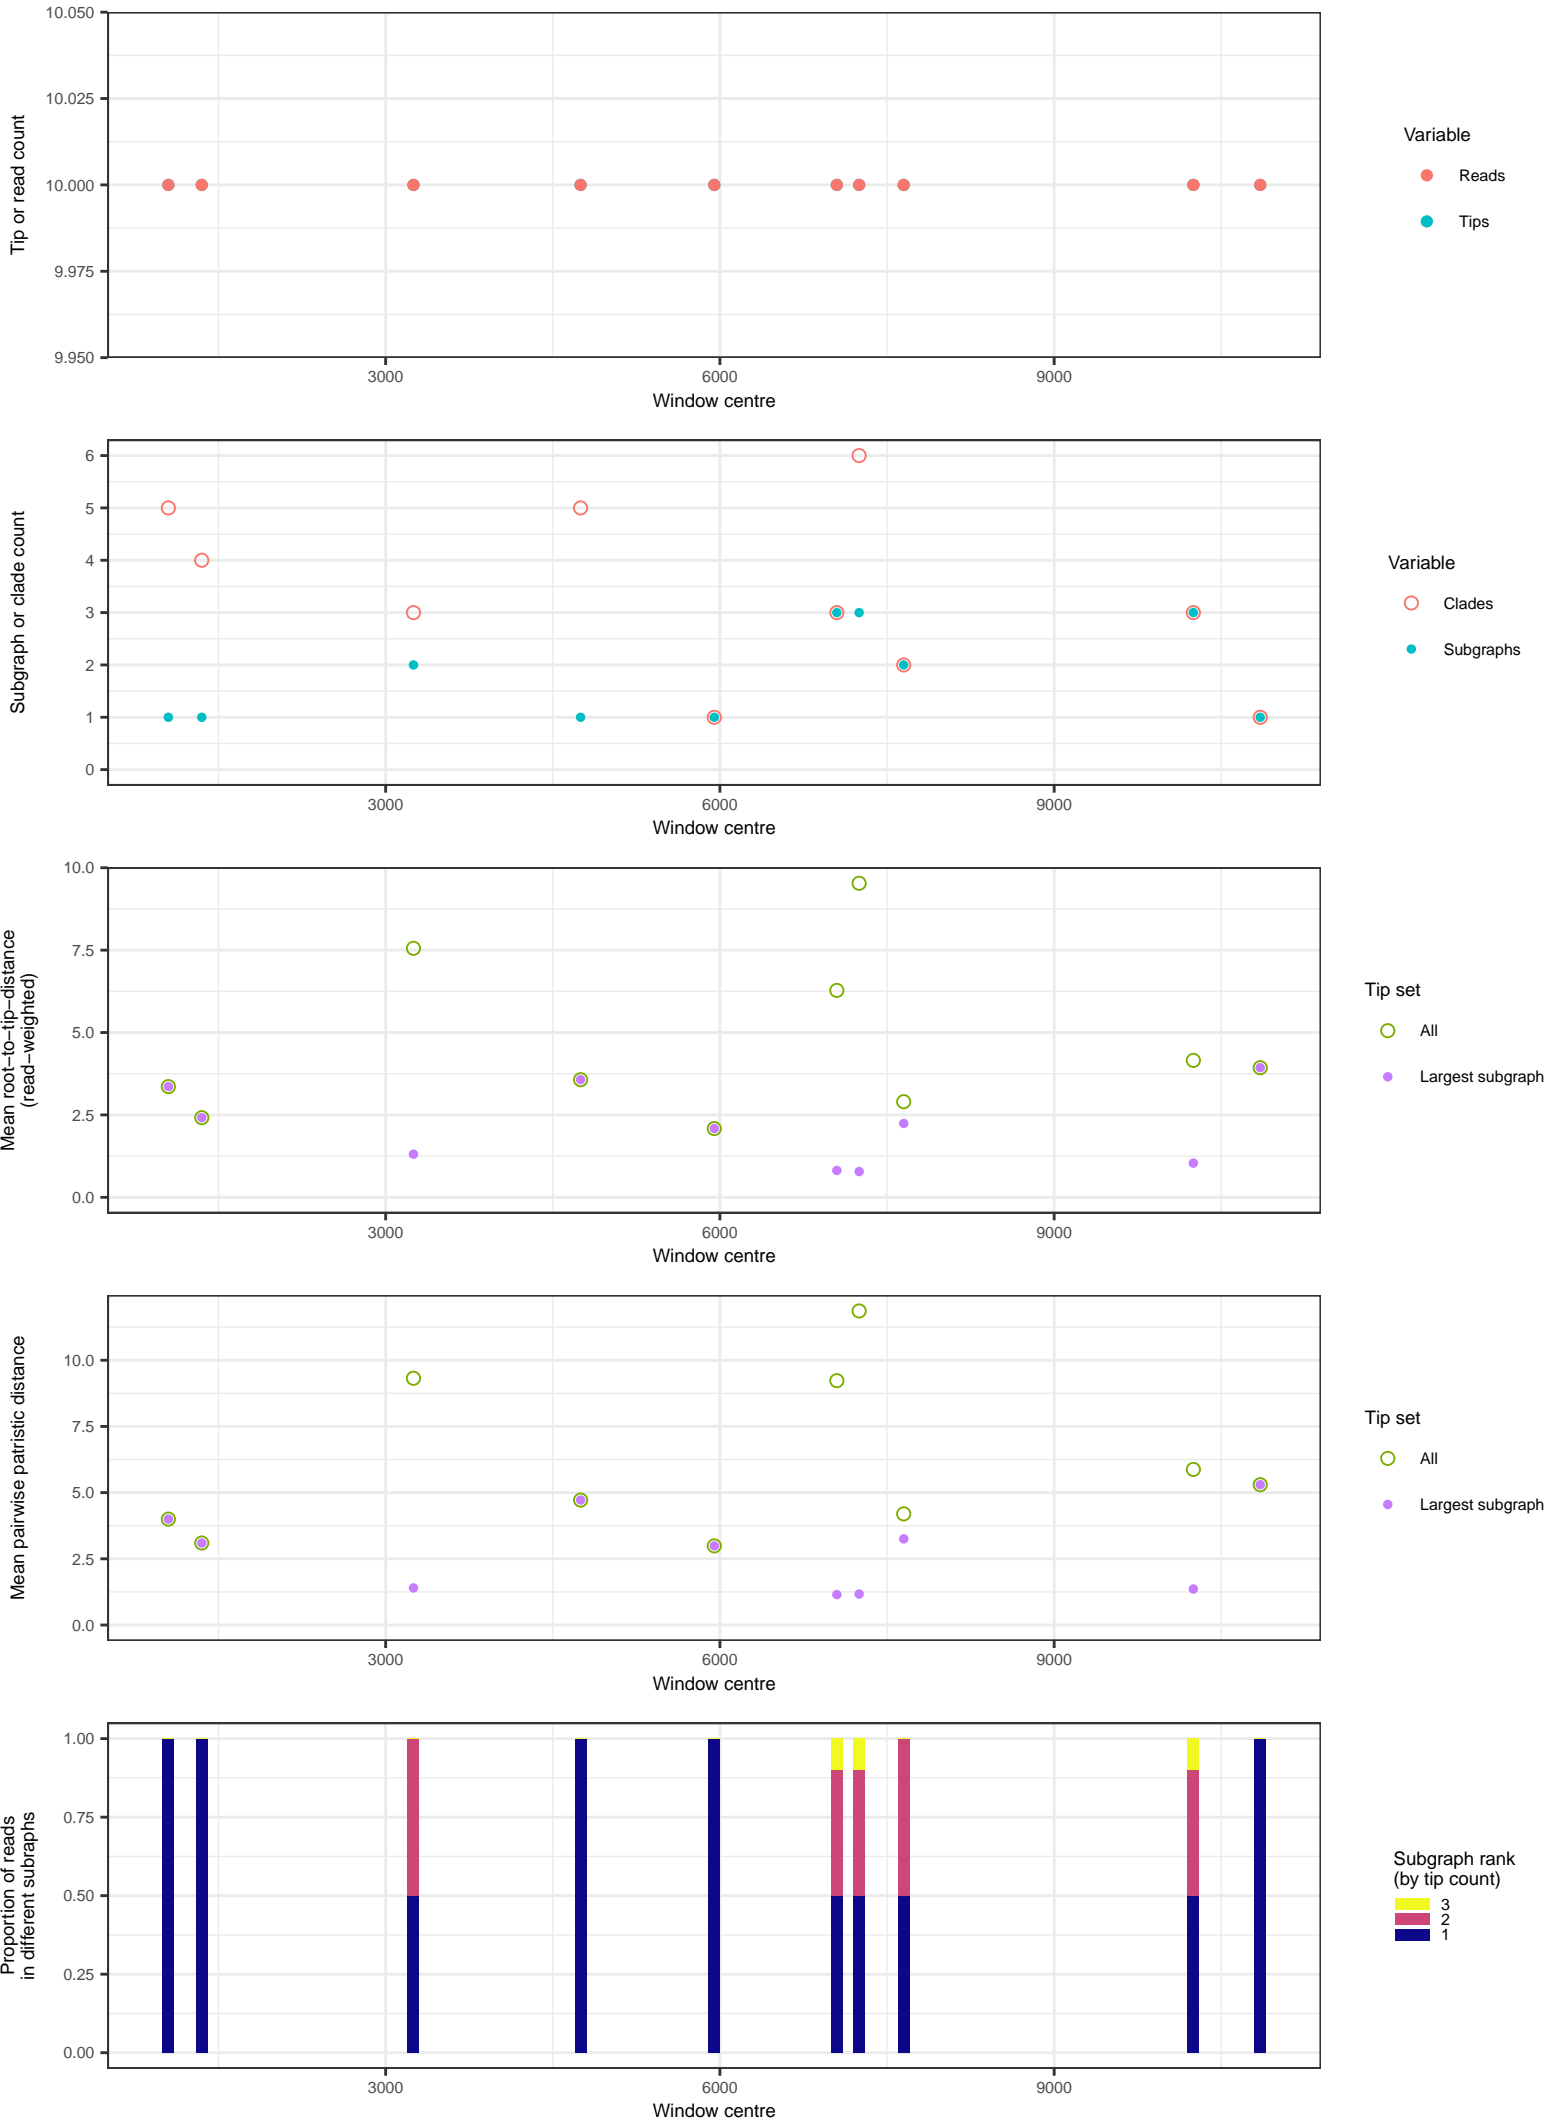 10.050
10.025
10.000
9.975
9.950
Tip or read count
3000
6000
9000
Window centre
Variable
Reads
Tips
6
5
4
3
2
1
0
Subgraph or clade count
3000
6000
9000
Window centre
Variable
Clades
Subgraphs
10.0
7.5
5.0
2.5
0.0
Mean root−to−tip−distance
(read−weighted)
3000
6000
9000
Window centre
Tip set
All
Largest subgraph
10.0
7.5
5.0
2.5
0.0
Mean pairwise patristic distance
3000
6000
9000
Window centre
Tip set
All
Largest subgraph
1.00
0.75
0.50
0.25
0.00
Proportion of reads
in different subraphs
3000
6000
9000
Window centre
Subgraph rank
(by tip count)
3
2
1